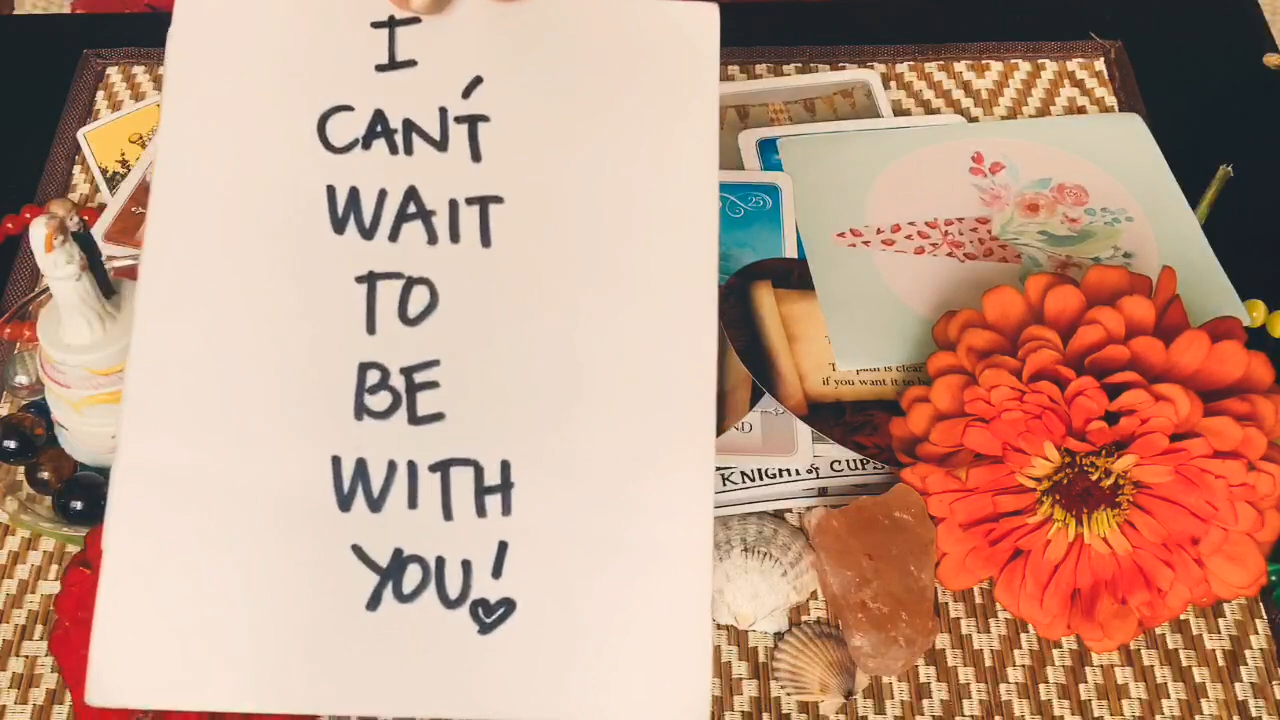 I
CAN'T
WAIT
TO
BE
WITH
YOU!
25
The path is clear
if you want it to be
KNIGHT of CUPS